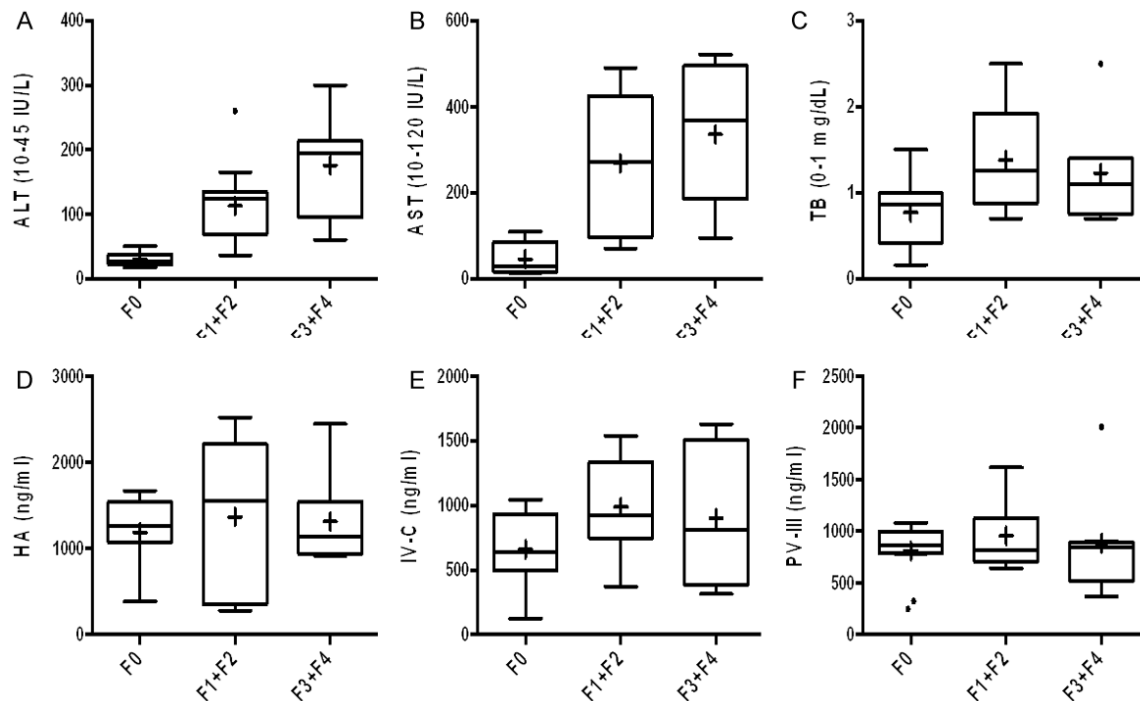 A
ALT (10-45 IU/L)
400
300
200
100
0
F0
F1+F2
F3+F4
B
AST (10-120 IU/L)
600
400
200
0
F0
F1+F2
F3+F4
C
TB (0-1 mg/dL)
3
2
1
0
F0
F1+F2
F3+F4
D
HA (ng/ml)
3000
2000
1000
0
F0
F1+F2
F3+F4
E
IV-C (ng/ml)
2000
1500
1000
500
0
F0
F1+F2
F3+F4
F
PV-III (ng/ml)
2500
2000
1500
1000
500
0
F0
F1+F2
F3+F4